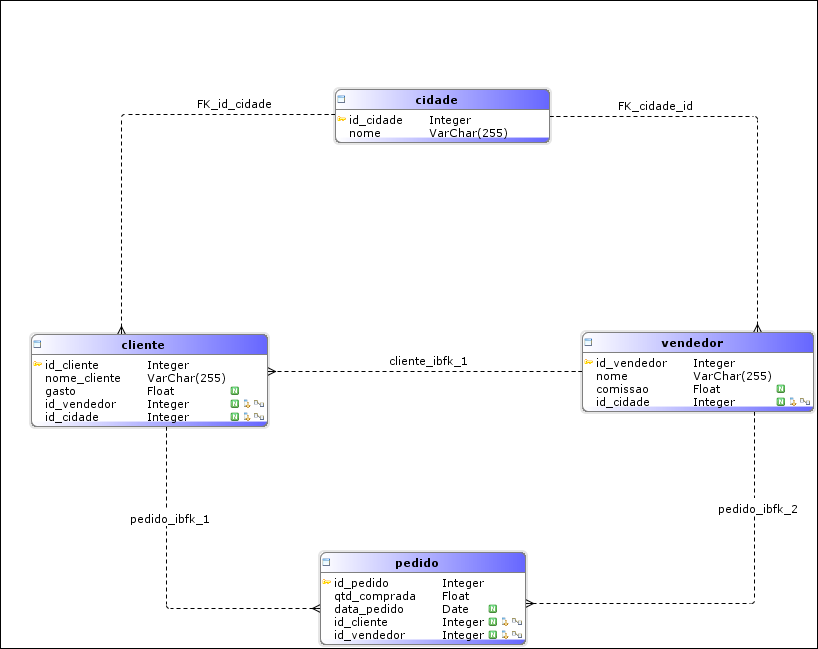 FK_id_cidade
cidade
FK_cidade_id
id_cidade Integer
nome VarChar(255)
cliente
id_cliente Integer
nome_cliente VarChar(255)
gasto Float N
id_vendedor Integer N
id_cidade Integer N
cliente_ibfk_1
vendedor
id_vendedor Integer
nome VarChar(255)
comissao Float N
id_cidade Integer N
pedido_ibfk_1
pedido_ibfk_2
pedido
id_pedido Integer
qtd_comprada Float
data_pedido Date N
id_cliente Integer N
id_vendedor Integer N